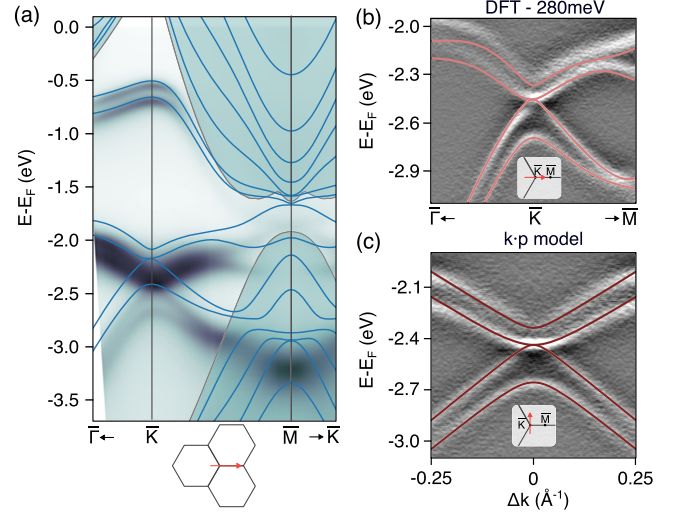 (a)
0.0
-0.5
-1.0
-1.5
-2.0
-2.5
-3.0
-3.5
E-E_F (eV)
Γ̅← K̅ M̅ →K̅
(b)
DFT - 280meV
-2.0
-2.3
-2.6
-2.9
E-E_F (eV)
K̅ M̅
Γ̅← K̅ →M̅
(c)
k·p model
-2.1
-2.4
-2.7
-3.0
E-E_F (eV)
K̅ M̅
-0.25 0 0.25
Δk (Å⁻¹)